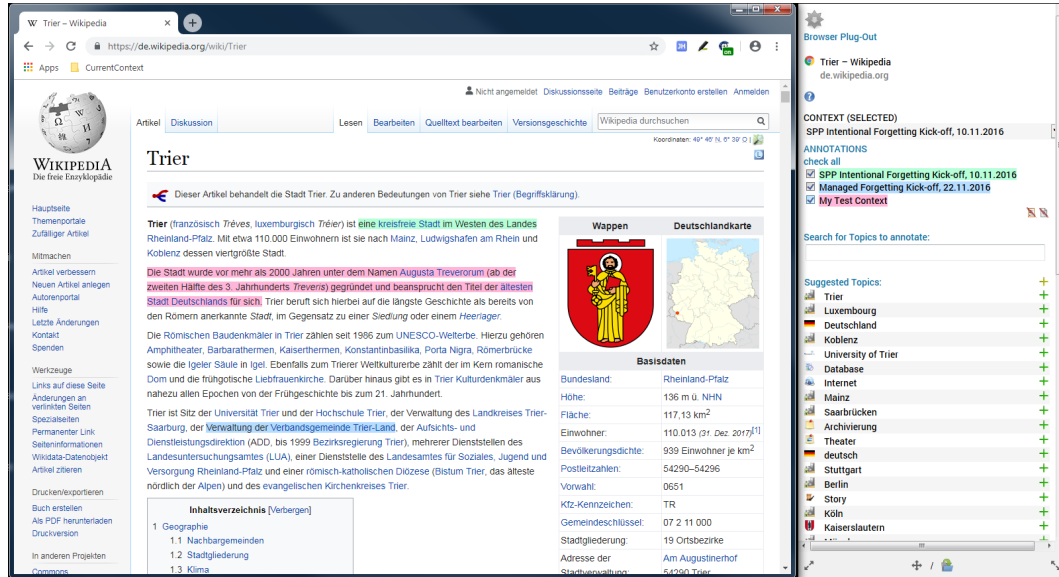 Trier – Wikipedia
https://de.wikipedia.org/wiki/Trier
Apps
CurrentContext
WIKIPEDIA
Die freie Enzyklopädie
Hauptseite
Themenportale
Zufälliger Artikel
Mitmachen
Artikel verbessern
Neuen Artikel anlegen
Autorenportal
Hilfe
Letzte Änderungen
Kontakt
Spenden
Werkzeuge
Links auf diese Seite
Änderungen an
verlinkten Seiten
Spezialseiten
Permanenter Link
Seiteninformationen
Wikidata-Datenobjekt
Artikel zitieren
Drucken/exportieren
Buch erstellen
Als PDF herunterladen
Druckversion
In anderen Projekten
Commons
Nicht angemeldet Diskussionsseite Beiträge Benutzerkonto erstellen Anmelden
Artikel Diskussion
Lesen Bearbeiten Quelltext bearbeiten Versionsgeschichte
Wikipedia durchsuchen
Koordinaten: 49° 46′ N, 6° 39′ O |
Trier
Dieser Artikel behandelt die Stadt Trier. Zu anderen Bedeutungen von Trier siehe Trier (Begriffsklärung).
Trier (französisch Trèves, luxemburgisch Tréier) ist eine kreisfreie Stadt im Westen des Landes
Rheinland-Pfalz. Mit etwa 110.000 Einwohnern ist sie nach Mainz, Ludwigshafen am Rhein und
Koblenz dessen viertgrößte Stadt.
Die Stadt wurde vor mehr als 2000 Jahren unter dem Namen Augusta Treverorum (ab der
zweiten Hälfte des 3. Jahrhunderts Treveris) gegründet und beansprucht den Titel der ältesten
Stadt Deutschlands für sich. Trier beruft sich hierbei auf die längste Geschichte als bereits von
den Römern anerkannte Stadt, im Gegensatz zu einer Siedlung oder einem Heerlager.
Die Römischen Baudenkmäler in Trier zählen seit 1986 zum UNESCO-Welterbe. Hierzu gehören
Amphitheater, Barbarathermen, Kaiserthermen, Konstantinbasilika, Porta Nigra, Römerbrücke
sowie die Igeler Säule in Igel. Ebenfalls zum Trierer Weltkulturerbe zählt der im Kern romanische
Dom und die frühgotische Liebfrauenkirche. Darüber hinaus gibt es in Trier Kulturdenkmäler aus
nahezu allen Epochen von der Frühgeschichte bis zum 21. Jahrhundert.
Trier ist Sitz der Universität Trier und der Hochschule Trier, der Verwaltung des Landkreises Trier-
Saarburg, der Verwaltung der Verbandsgemeinde Trier-Land, der Aufsichts- und
Dienstleistungsdirektion (ADD, bis 1999 Bezirksregierung Trier), mehrerer Dienststellen des
Landesuntersuchungsamtes (LUA), einer Dienststelle des Landesamtes für Soziales, Jugend und
Versorgung Rheinland-Pfalz und einer römisch-katholischen Diözese (Bistum Trier, das älteste
nördlich der Alpen) und des evangelischen Kirchenkreises Trier.
Inhaltsverzeichnis [Verbergen]
1 Geographie
1.1 Nachbargemeinden
1.2 Stadtgliederung
1.3 Klima
Wappen Deutschlandkarte
Basisdaten
Bundesland: Rheinland-Pfalz
Höhe: 136 m ü. NHN
Fläche: 117,13 km²
Einwohner: 110.013 (31. Dez. 2017)[1]
Bevölkerungsdichte: 939 Einwohner je km²
Postleitzahlen: 54290–54296
Vorwahl: 0651
Kfz-Kennzeichen: TR
Gemeindeschlüssel: 07 2 11 000
Stadtgliederung: 19 Ortsbezirke
Adresse der Am Augustinerhof
Stadtverwaltung: 54290 Trier
Browser Plug-Out
Trier – Wikipedia
de.wikipedia.org
CONTEXT (SELECTED)
SPP Intentional Forgetting Kick-off, 10.11.2016
ANNOTATIONS
check all
SPP Intentional Forgetting Kick-off, 10.11.2016
Managed Forgetting Kick-off, 22.11.2016
My Test Context
Search for Topics to annotate:
Suggested Topics:
Trier
Luxembourg
Deutschland
Koblenz
University of Trier
Database
Internet
Mainz
Saarbrücken
Archivierung
Theater
deutsch
Stuttgart
Berlin
Story
Köln
Kaiserslautern